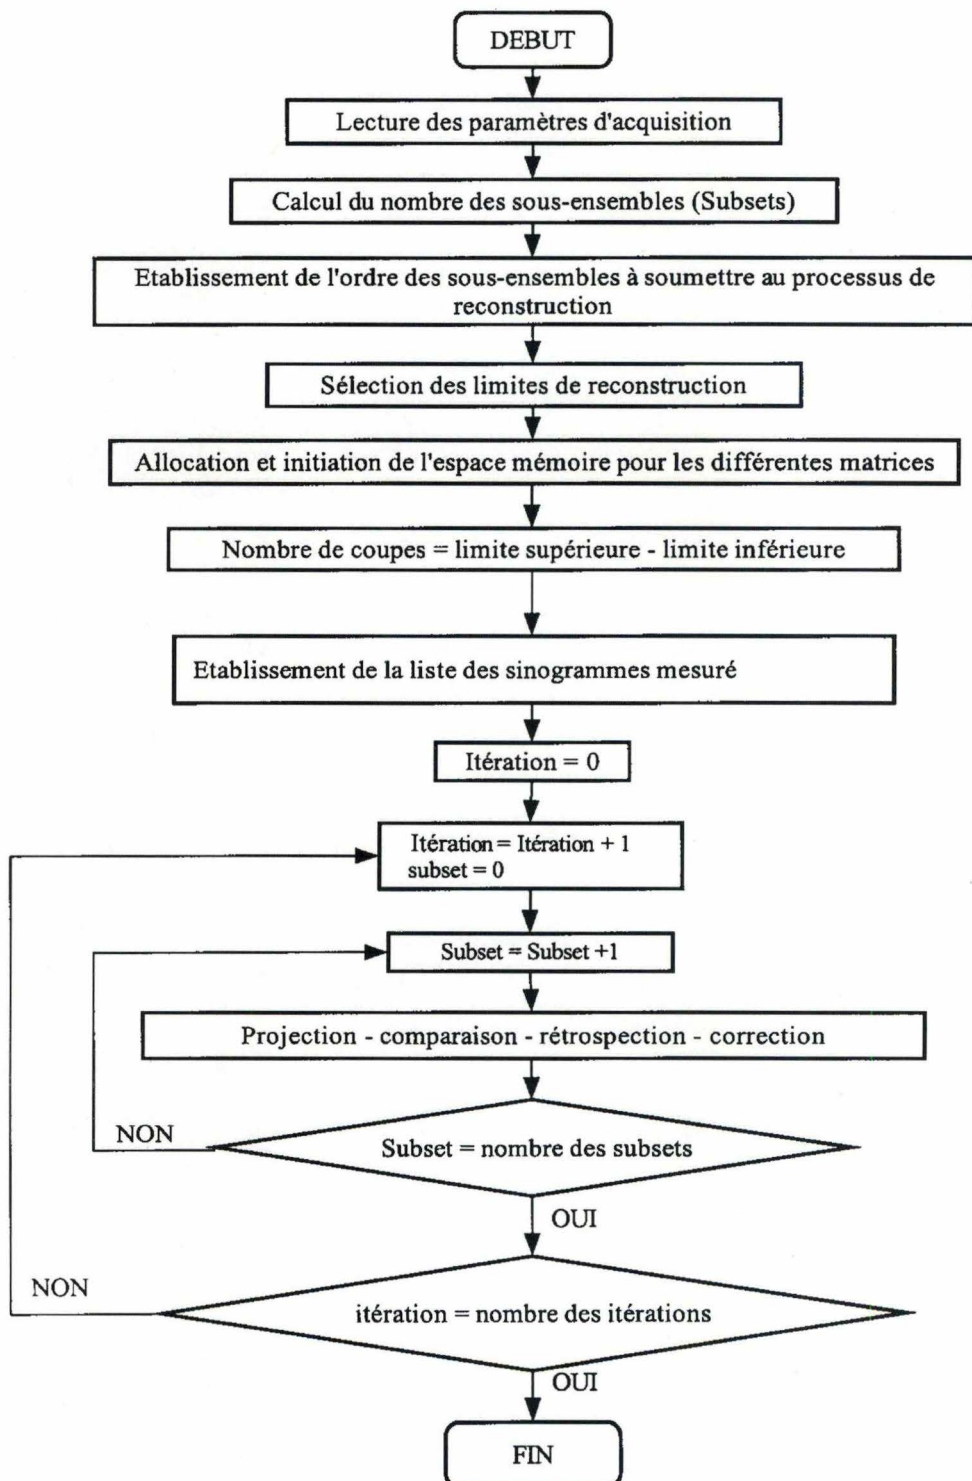 DEBUT
Lecture des paramètres d'acquisition
Calcul du nombre des sous-ensembles (Subsets)
Etablissement de l'ordre des sous-ensembles à soumettre au processus de
reconstruction
Sélection des limites de reconstruction
Allocation et initiation de l'espace mémoire pour les différentes matrices
Nombre de coupes = limite supérieure - limite inférieure
Etablissement de la liste des sinogrammes mesuré
Itération = 0
Itération = Itération + 1
subset = 0
Subset = Subset +1
Projection - comparaison - rétrospection - correction
NON
Subset = nombre des subsets
OUI
NON
itération = nombre des itérations
OUI
FIN